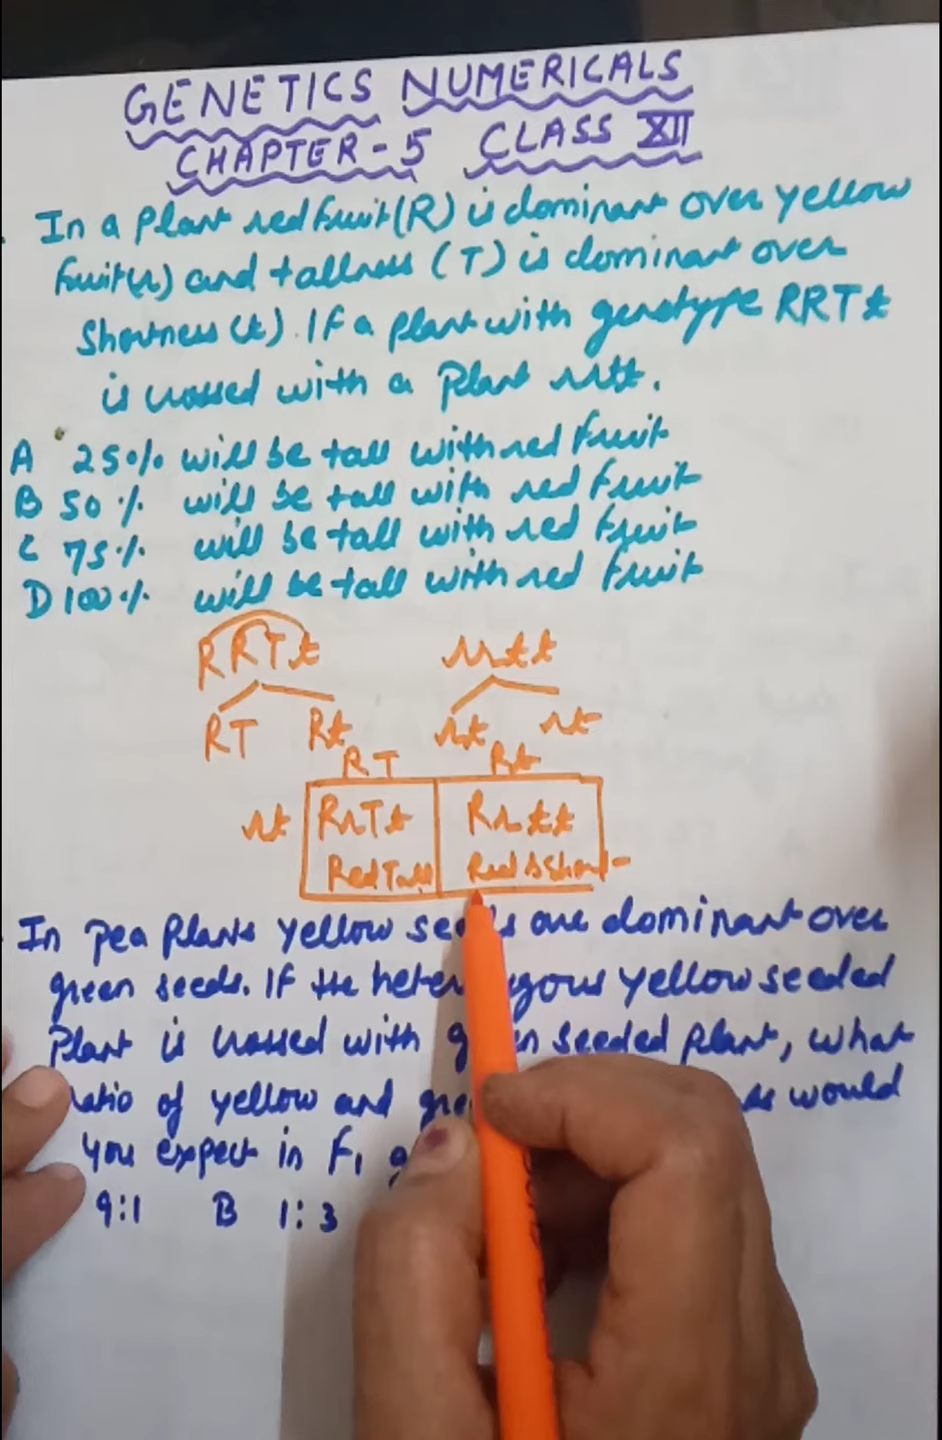 GENETICS NUMERICALS
CHAPTER-5 CLASS XII
In a plant red fruit(R) is dominant over yellow
fruit(r) and tallness (T) is dominant over
Shortness (t). If a plant with genotype RRTt
is crossed with a plant rrtt.
A 25% will be tall with red fruit
B 50% will be tall with red fruit
C 75% will be tall with red fruit
D 100% will be tall with red fruit
RRTt rrtt
RT Rt rt rt
RT Rt
rt RrTt Rrtt
Red Tall Red & Short
In pea plants yellow seeds are dominant over
green seeds. If the yellow seeded
plant is crossed with seeded plant, what
ratio of yellow and would
you expect in F1
9:1 B 1:3